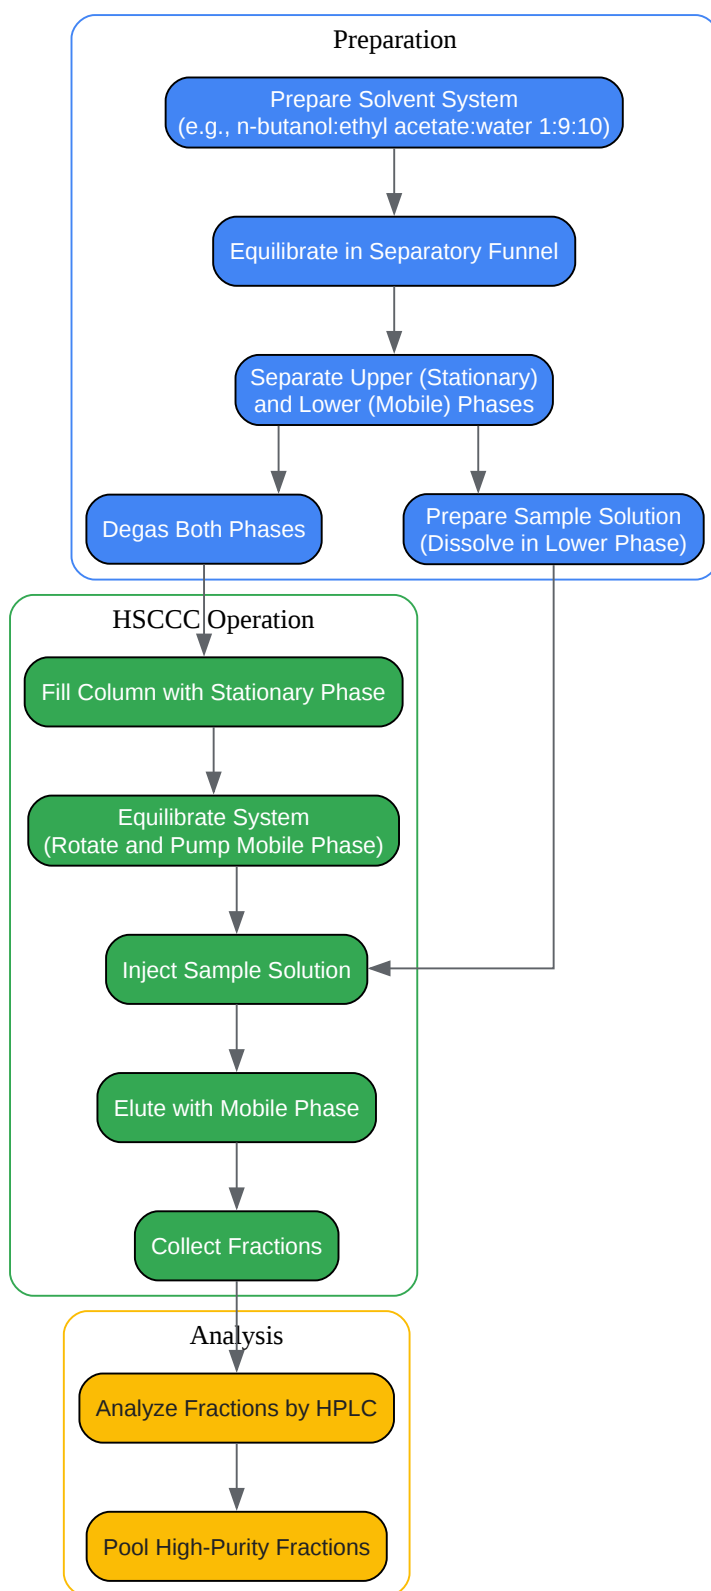 Preparation
Prepare Solvent System
(e.g., n-butanol:ethyl acetate:water 1:9:10)
Equilibrate in Separatory Funnel
Separate Upper (Stationary)
and Lower (Mobile) Phases
Degas Both Phases
Prepare Sample Solution
(Dissolve in Lower Phase)
HSCCC Operation
Fill Column with Stationary Phase
Equilibrate System
(Rotate and Pump Mobile Phase)
Inject Sample Solution
Elute with Mobile Phase
Collect Fractions
Analysis
Analyze Fractions by HPLC
Pool High-Purity Fractions